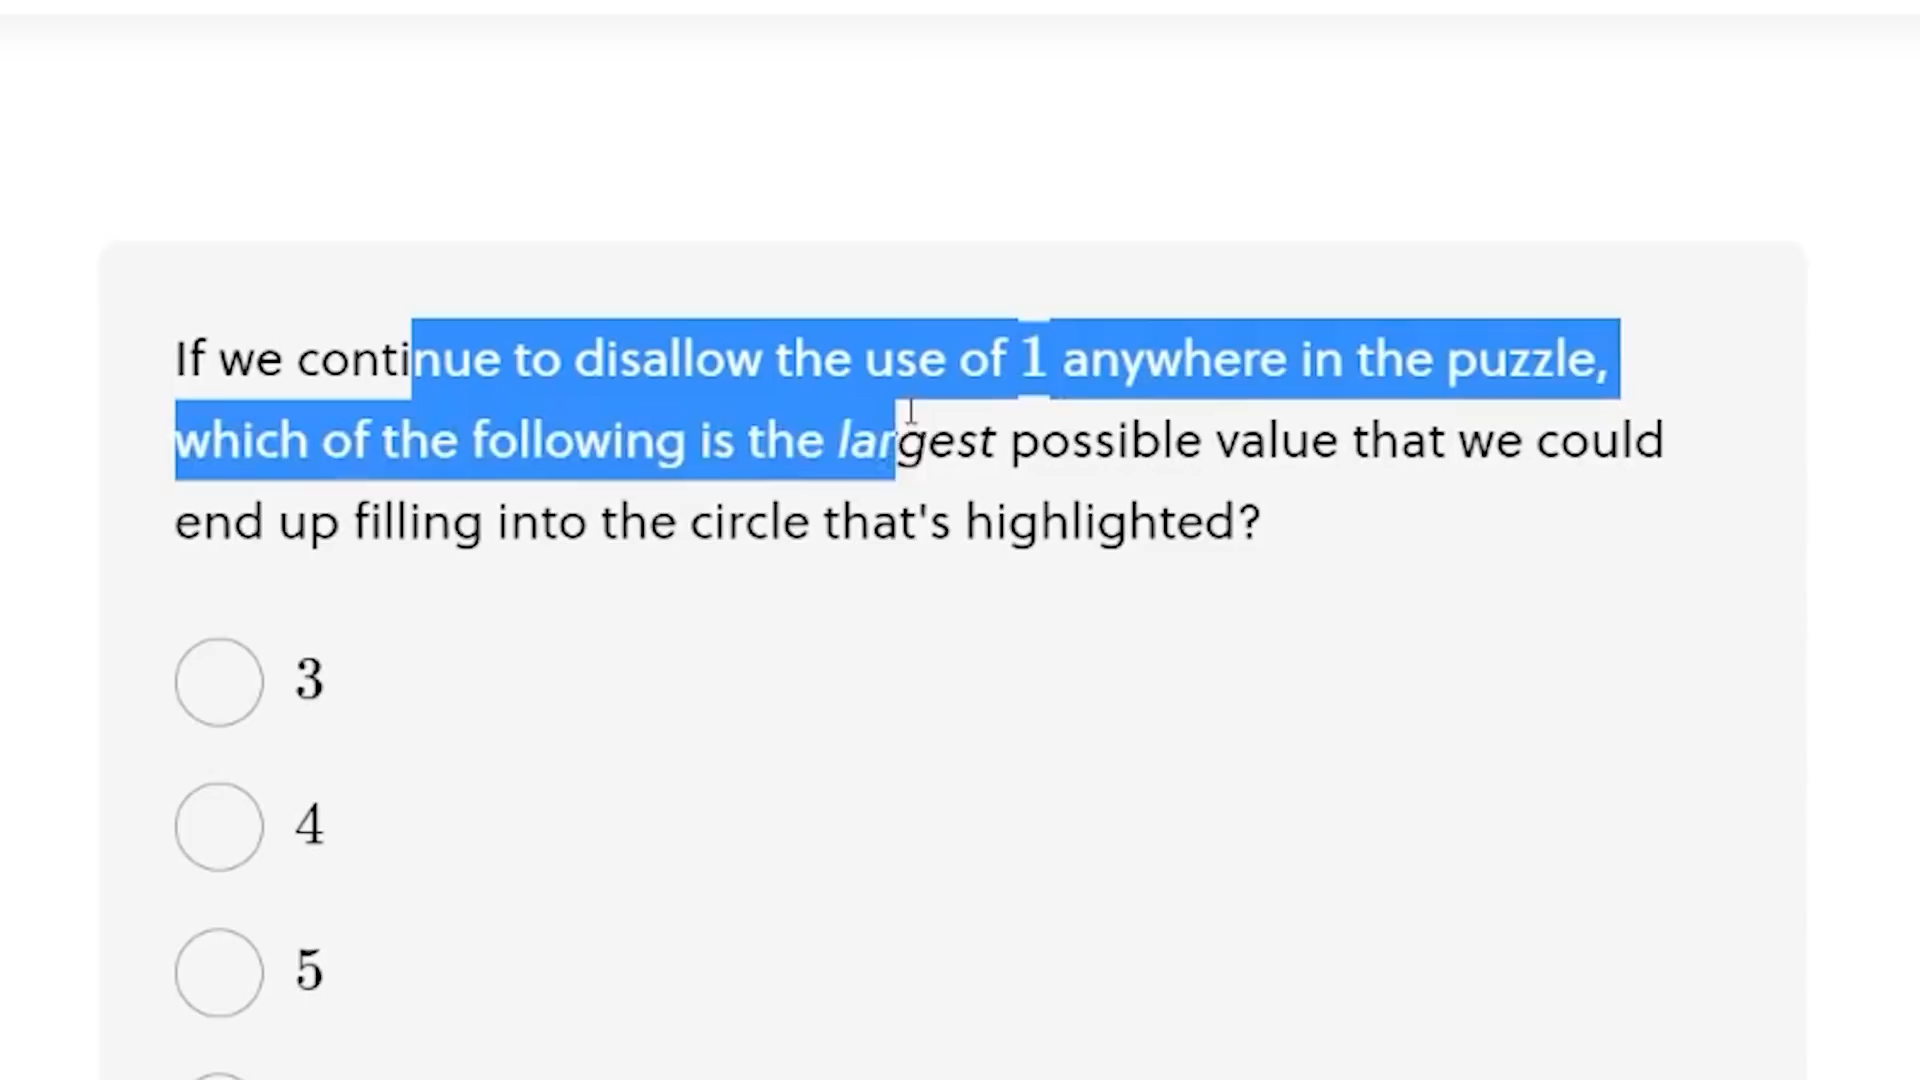 If we continue to disallow the use of 1 anywhere in the puzzle,
which of the following is the largest possible value that we could
end up filling into the circle that's highlighted?
3
4
5